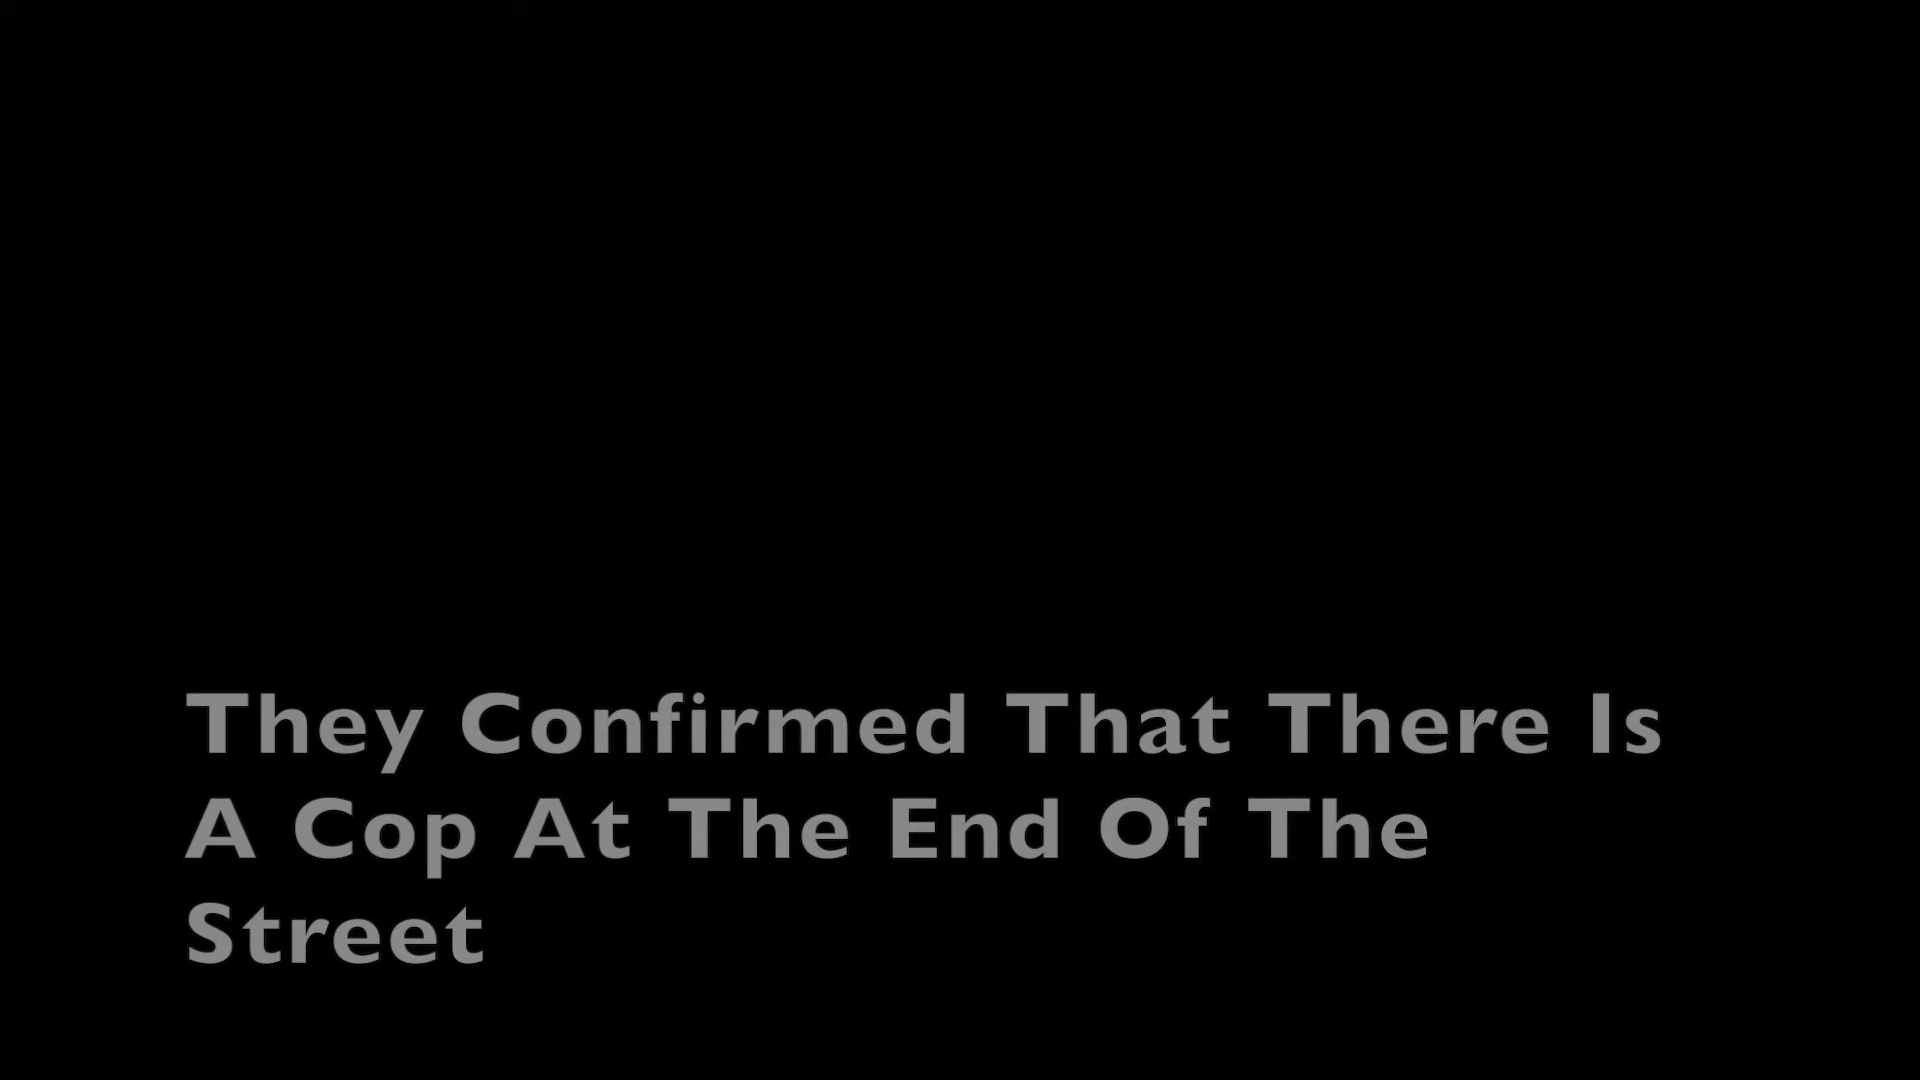 They Confirmed That There Is
A Cop At The End Of The
Street